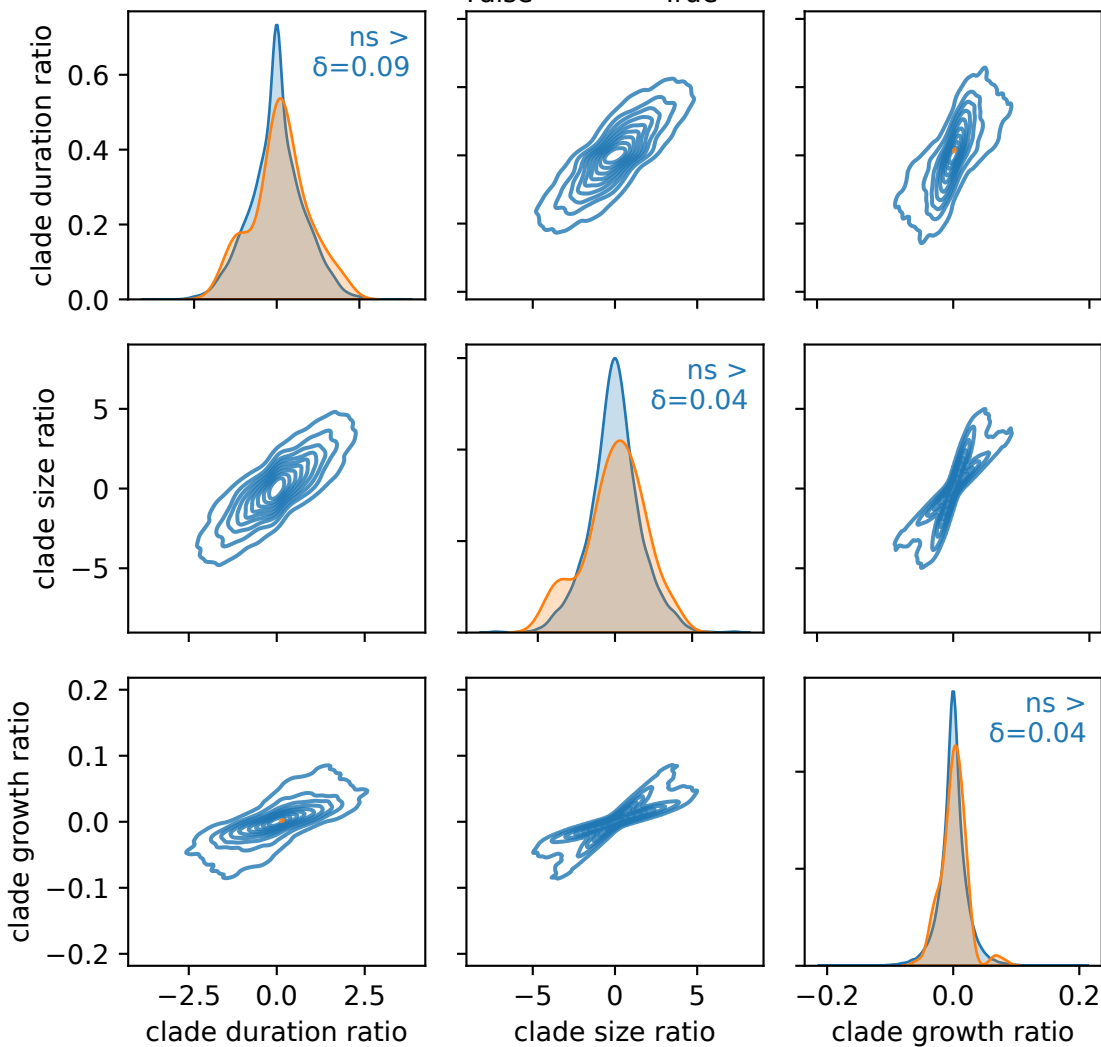 True
clade duration ratio
0.6
0.4
0.2
0.0
ns >
δ=0.09
clade size ratio
5
0
−5
ns >
δ=0.04
clade growth ratio
0.2
0.1
0.0
−0.1
−0.2
ns >
δ=0.04
−2.5 0.0 2.5
−5 0 5
−0.2 0.0 0.2
clade duration ratio
clade size ratio
clade growth ratio